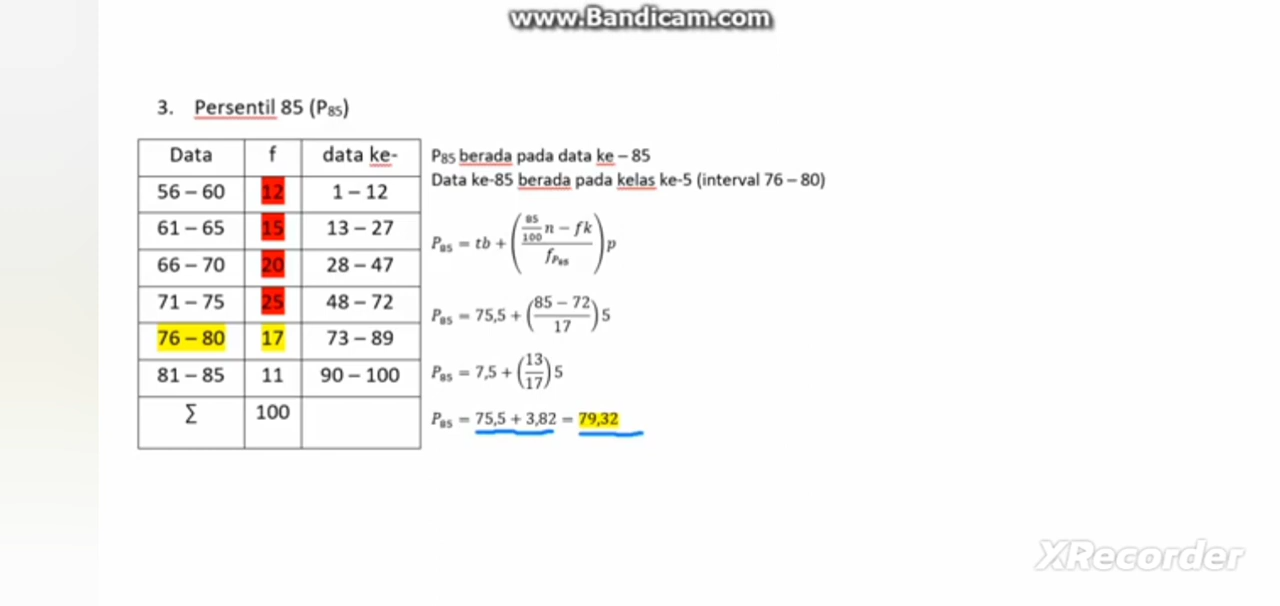 www.Bandicam.com
3. Persentil 85 (P85)
Data f data ke-
56 – 60 12 1 – 12
61 – 65 15 13 – 27
66 – 70 20 28 – 47
71 – 75 25 48 – 72
76 – 80 17 73 – 89
81 – 85 11 90 – 100
Σ 100
P85 berada pada data ke – 85
Data ke-85 berada pada kelas ke-5 (interval 76 – 80)
P85 = tb + ((85/100 n − fk)/fP85) p
P85 = 75,5 + ((85 − 72)/17) 5
P85 = 7,5 + (13/17) 5
P85 = 75,5 + 3,82 = 79,32
XRecorder